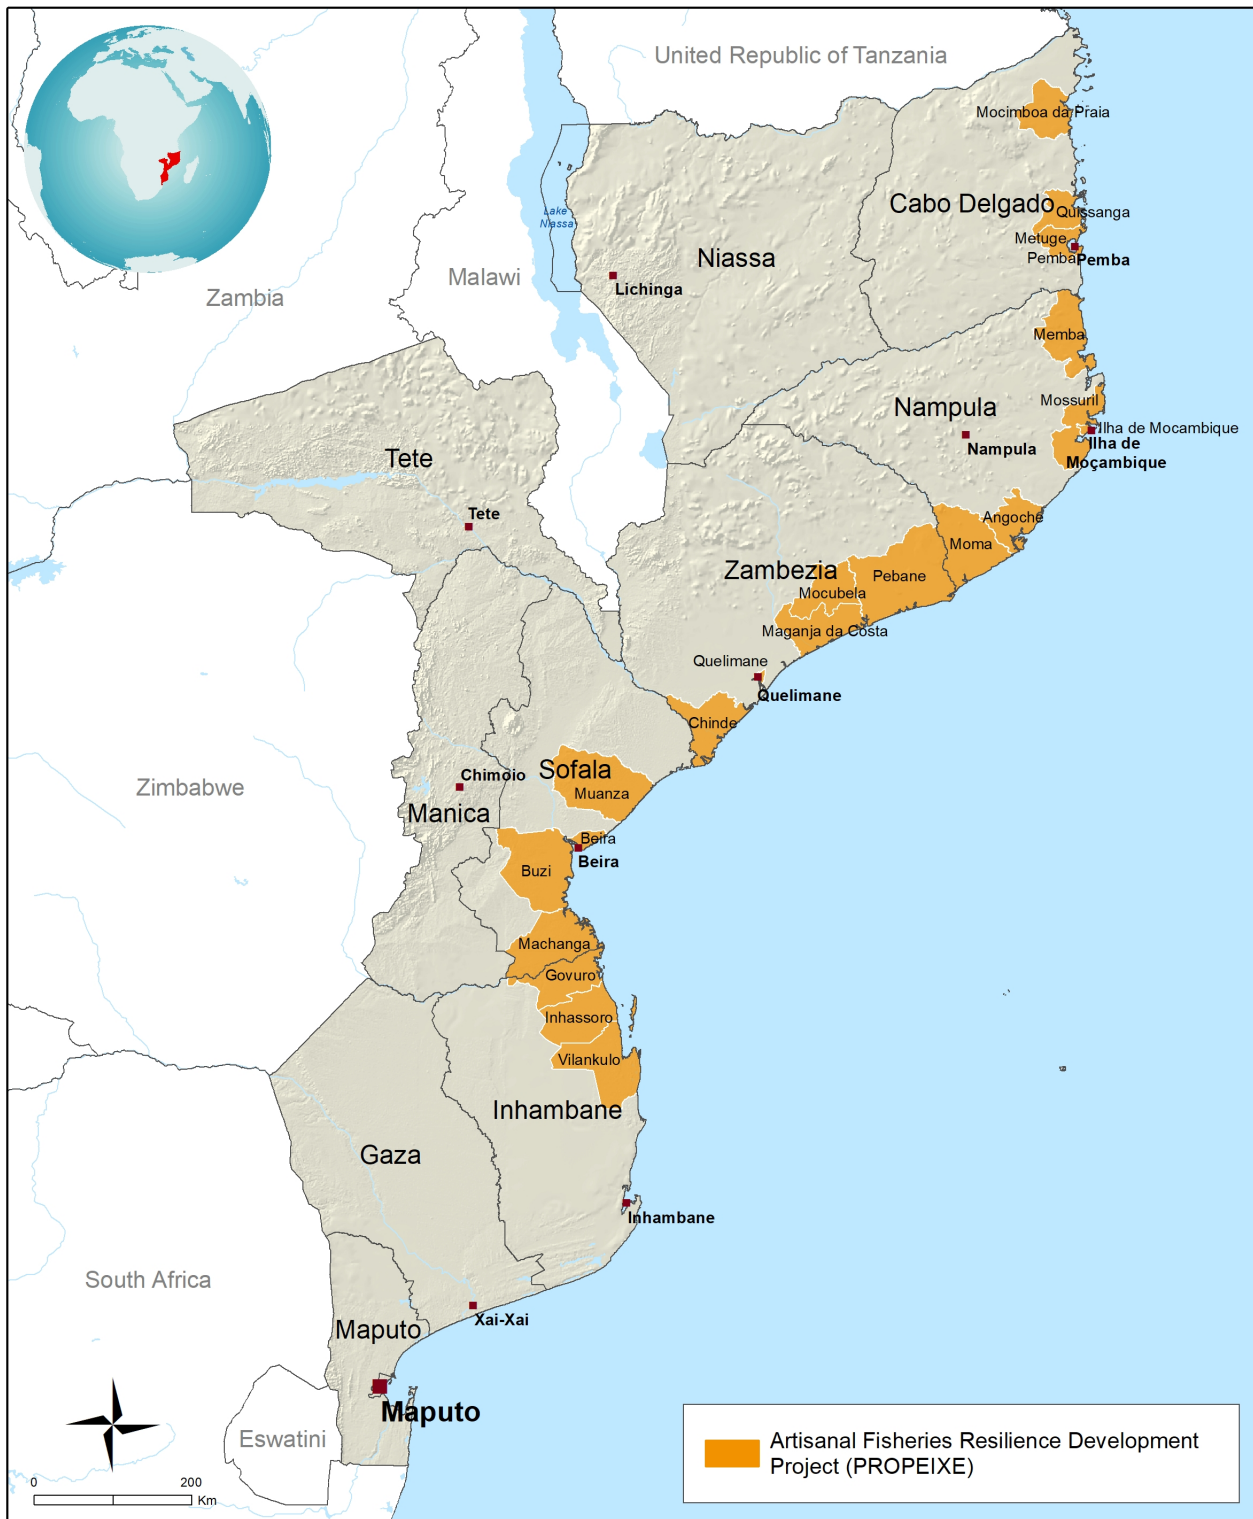 United Republic of Tanzania
Mocimboa da Praia
Cabo Delgado
Quissanga
Lake
Niassa
Metuge
Niassa
Pemba
Pemba
Malawi
Lichinga
Zambia
Memba
Mossuril
Nampula
Ilha de Mocambique
Nampula
Ilha de
Moçambique
Tete
Tete
Angoche
Moma
Zambezia
Pebane
Mocubela
Maganja da Costa
Quelimane
Quelimane
Chinde
Sofala
Chimoio
Zimbabwe
Muanza
Manica
Beira
Beira
Buzi
Machanga
Govuro
Inhassoro
Vilankulo
Inhambane
Gaza
Inhambane
South Africa
Xai-Xai
Maputo
Maputo
Eswatini
Artisanal Fisheries Resilience Development
Project (PROPEIXE)
0 200
Km